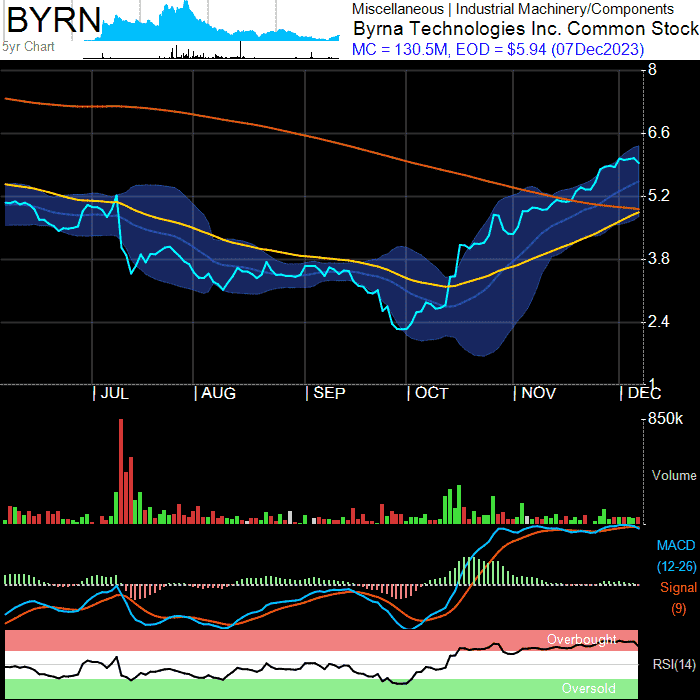 BYRN
5yr Chart
Miscellaneous | Industrial Machinery/Components
Byrna Technologies Inc. Common Stock
MC = 130.5M, EOD = $5.94 (07Dec2023)
8
6.6
5.2
3.8
2.4
1
| JUL | AUG | SEP | OCT | NOV | DEC
850k
Volume
MACD
(12-26)
Signal
(9)
Overbought
RSI(14)
Oversold